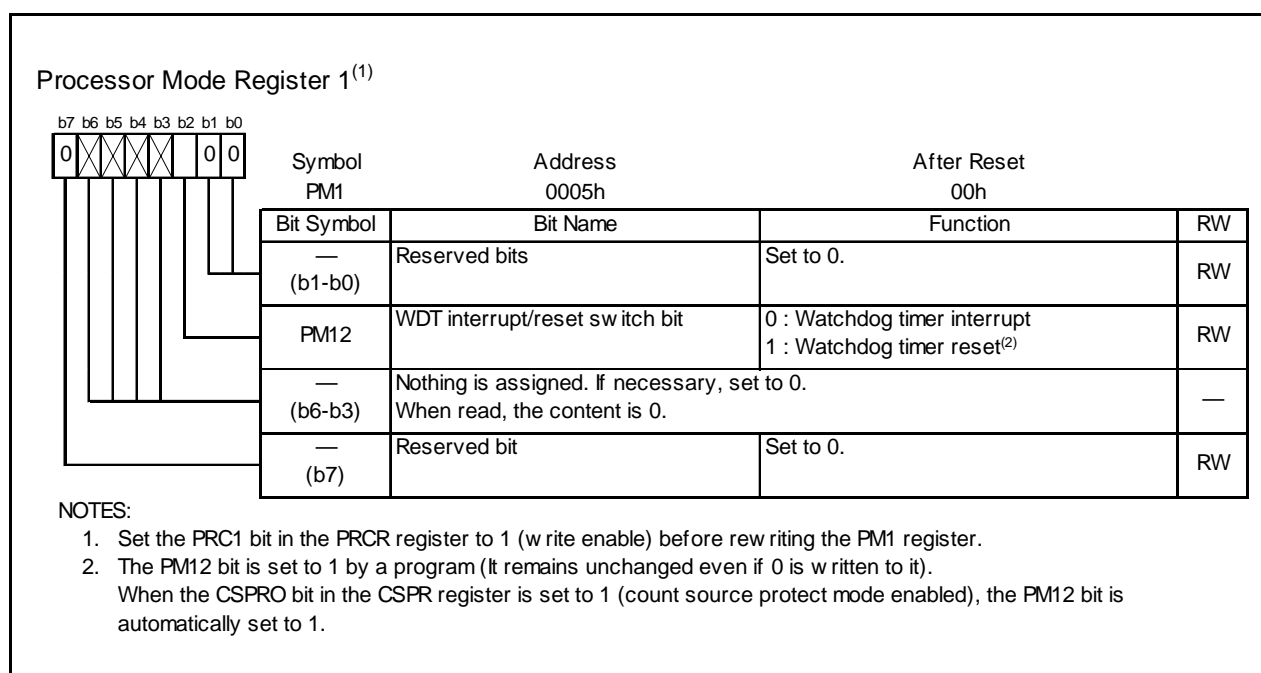 Processor Mode Register 1(1)
b7 b6 b5 b4 b3 b2 b1 b0
0 0 0
Symbol Address After Reset
PM1 0005h 00h
Bit Symbol Bit Name Function RW
— (b1-b0) Reserved bits Set to 0. RW
PM12 WDT interrupt/reset switch bit 0 : Watchdog timer interrupt
1 : Watchdog timer reset(2) RW
— (b6-b3) Nothing is assigned. If necessary, set to 0.
When read, the content is 0. —
— (b7) Reserved bit Set to 0. RW
NOTES:
1. Set the PRC1 bit in the PRCR register to 1 (write enable) before rewriting the PM1 register.
2. The PM12 bit is set to 1 by a program (It remains unchanged even if 0 is written to it).
When the CSPRO bit in the CSPR register is set to 1 (count source protect mode enabled), the PM12 bit is
automatically set to 1.